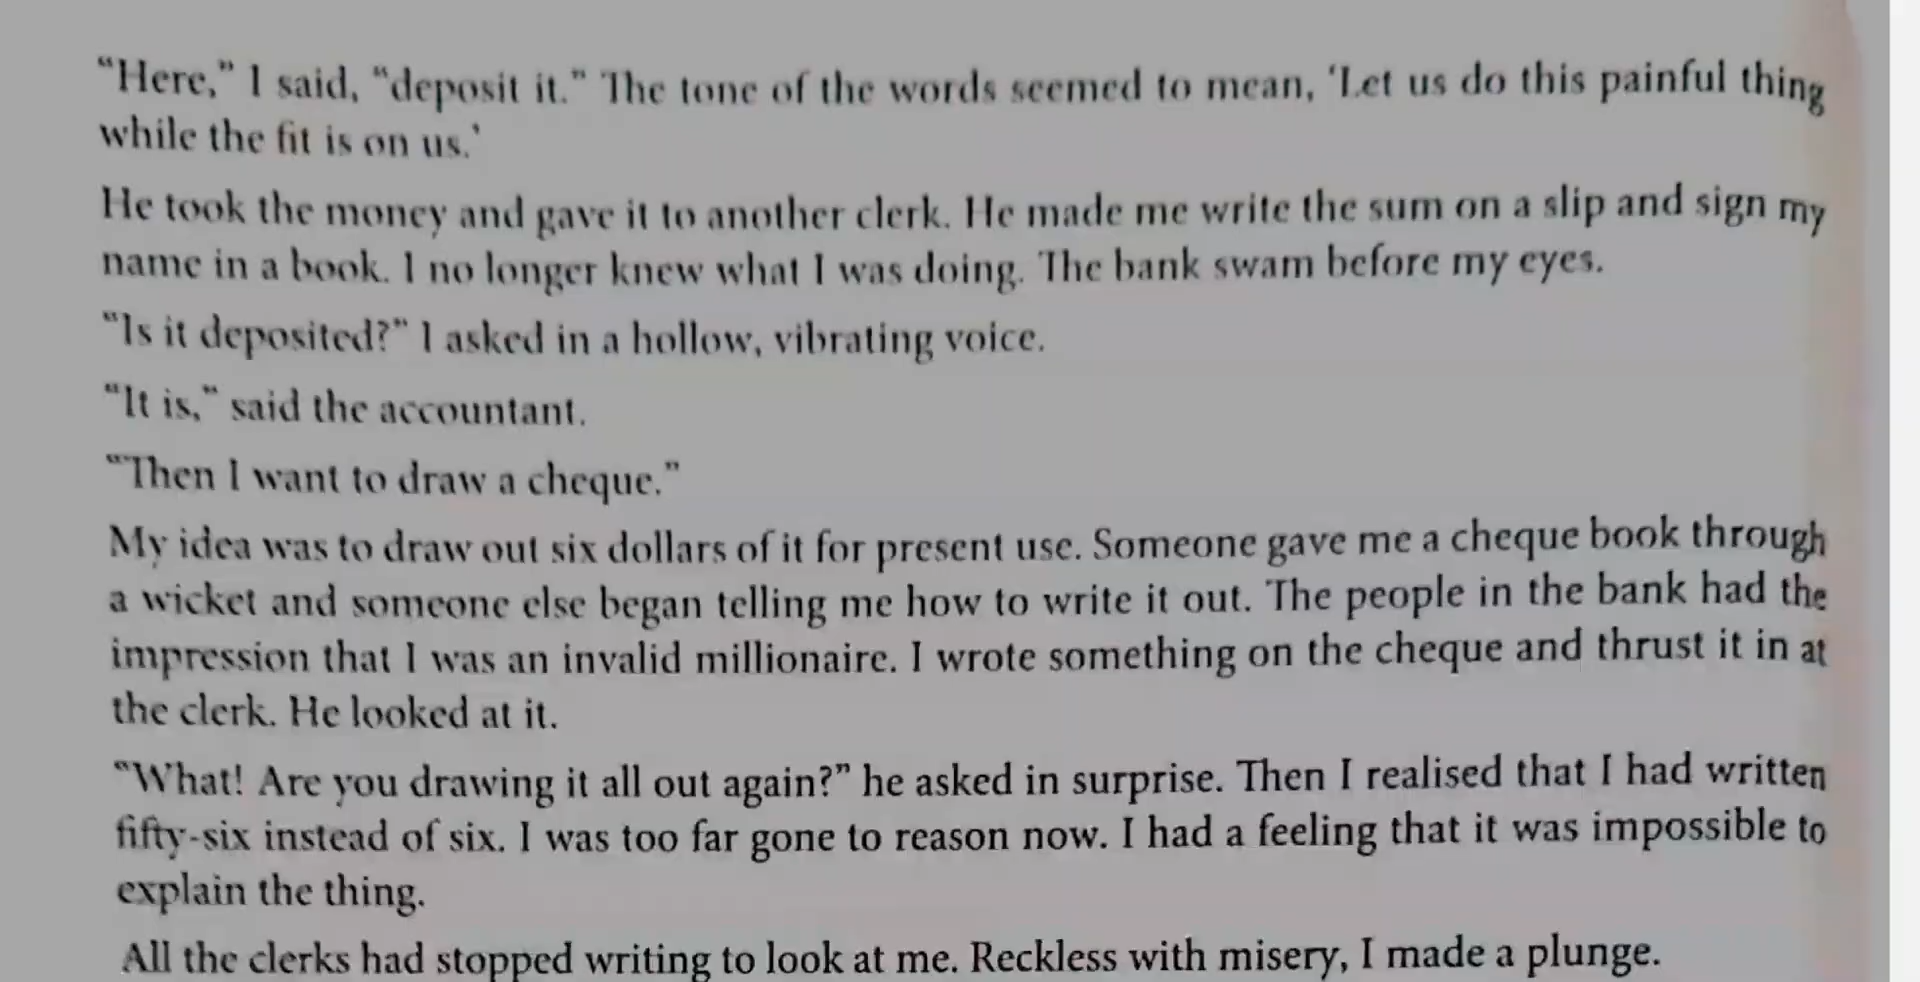 “Here,” I said, “deposit it.” The tone of the words seemed to mean, ‘Let us do this painful thing
while the fit is on us.’
He took the money and gave it to another clerk. He made me write the sum on a slip and sign my
name in a book. I no longer knew what I was doing. The bank swam before my eyes.
“Is it deposited?” I asked in a hollow, vibrating voice.
“It is,” said the accountant.
“Then I want to draw a cheque.”
My idea was to draw out six dollars of it for present use. Someone gave me a cheque book through
a wicket and someone else began telling me how to write it out. The people in the bank had the
impression that I was an invalid millionaire. I wrote something on the cheque and thrust it in at
the clerk. He looked at it.
“What! Are you drawing it all out again?” he asked in surprise. Then I realised that I had written
fifty-six instead of six. I was too far gone to reason now. I had a feeling that it was impossible to
explain the thing.
All the clerks had stopped writing to look at me. Reckless with misery, I made a plunge.